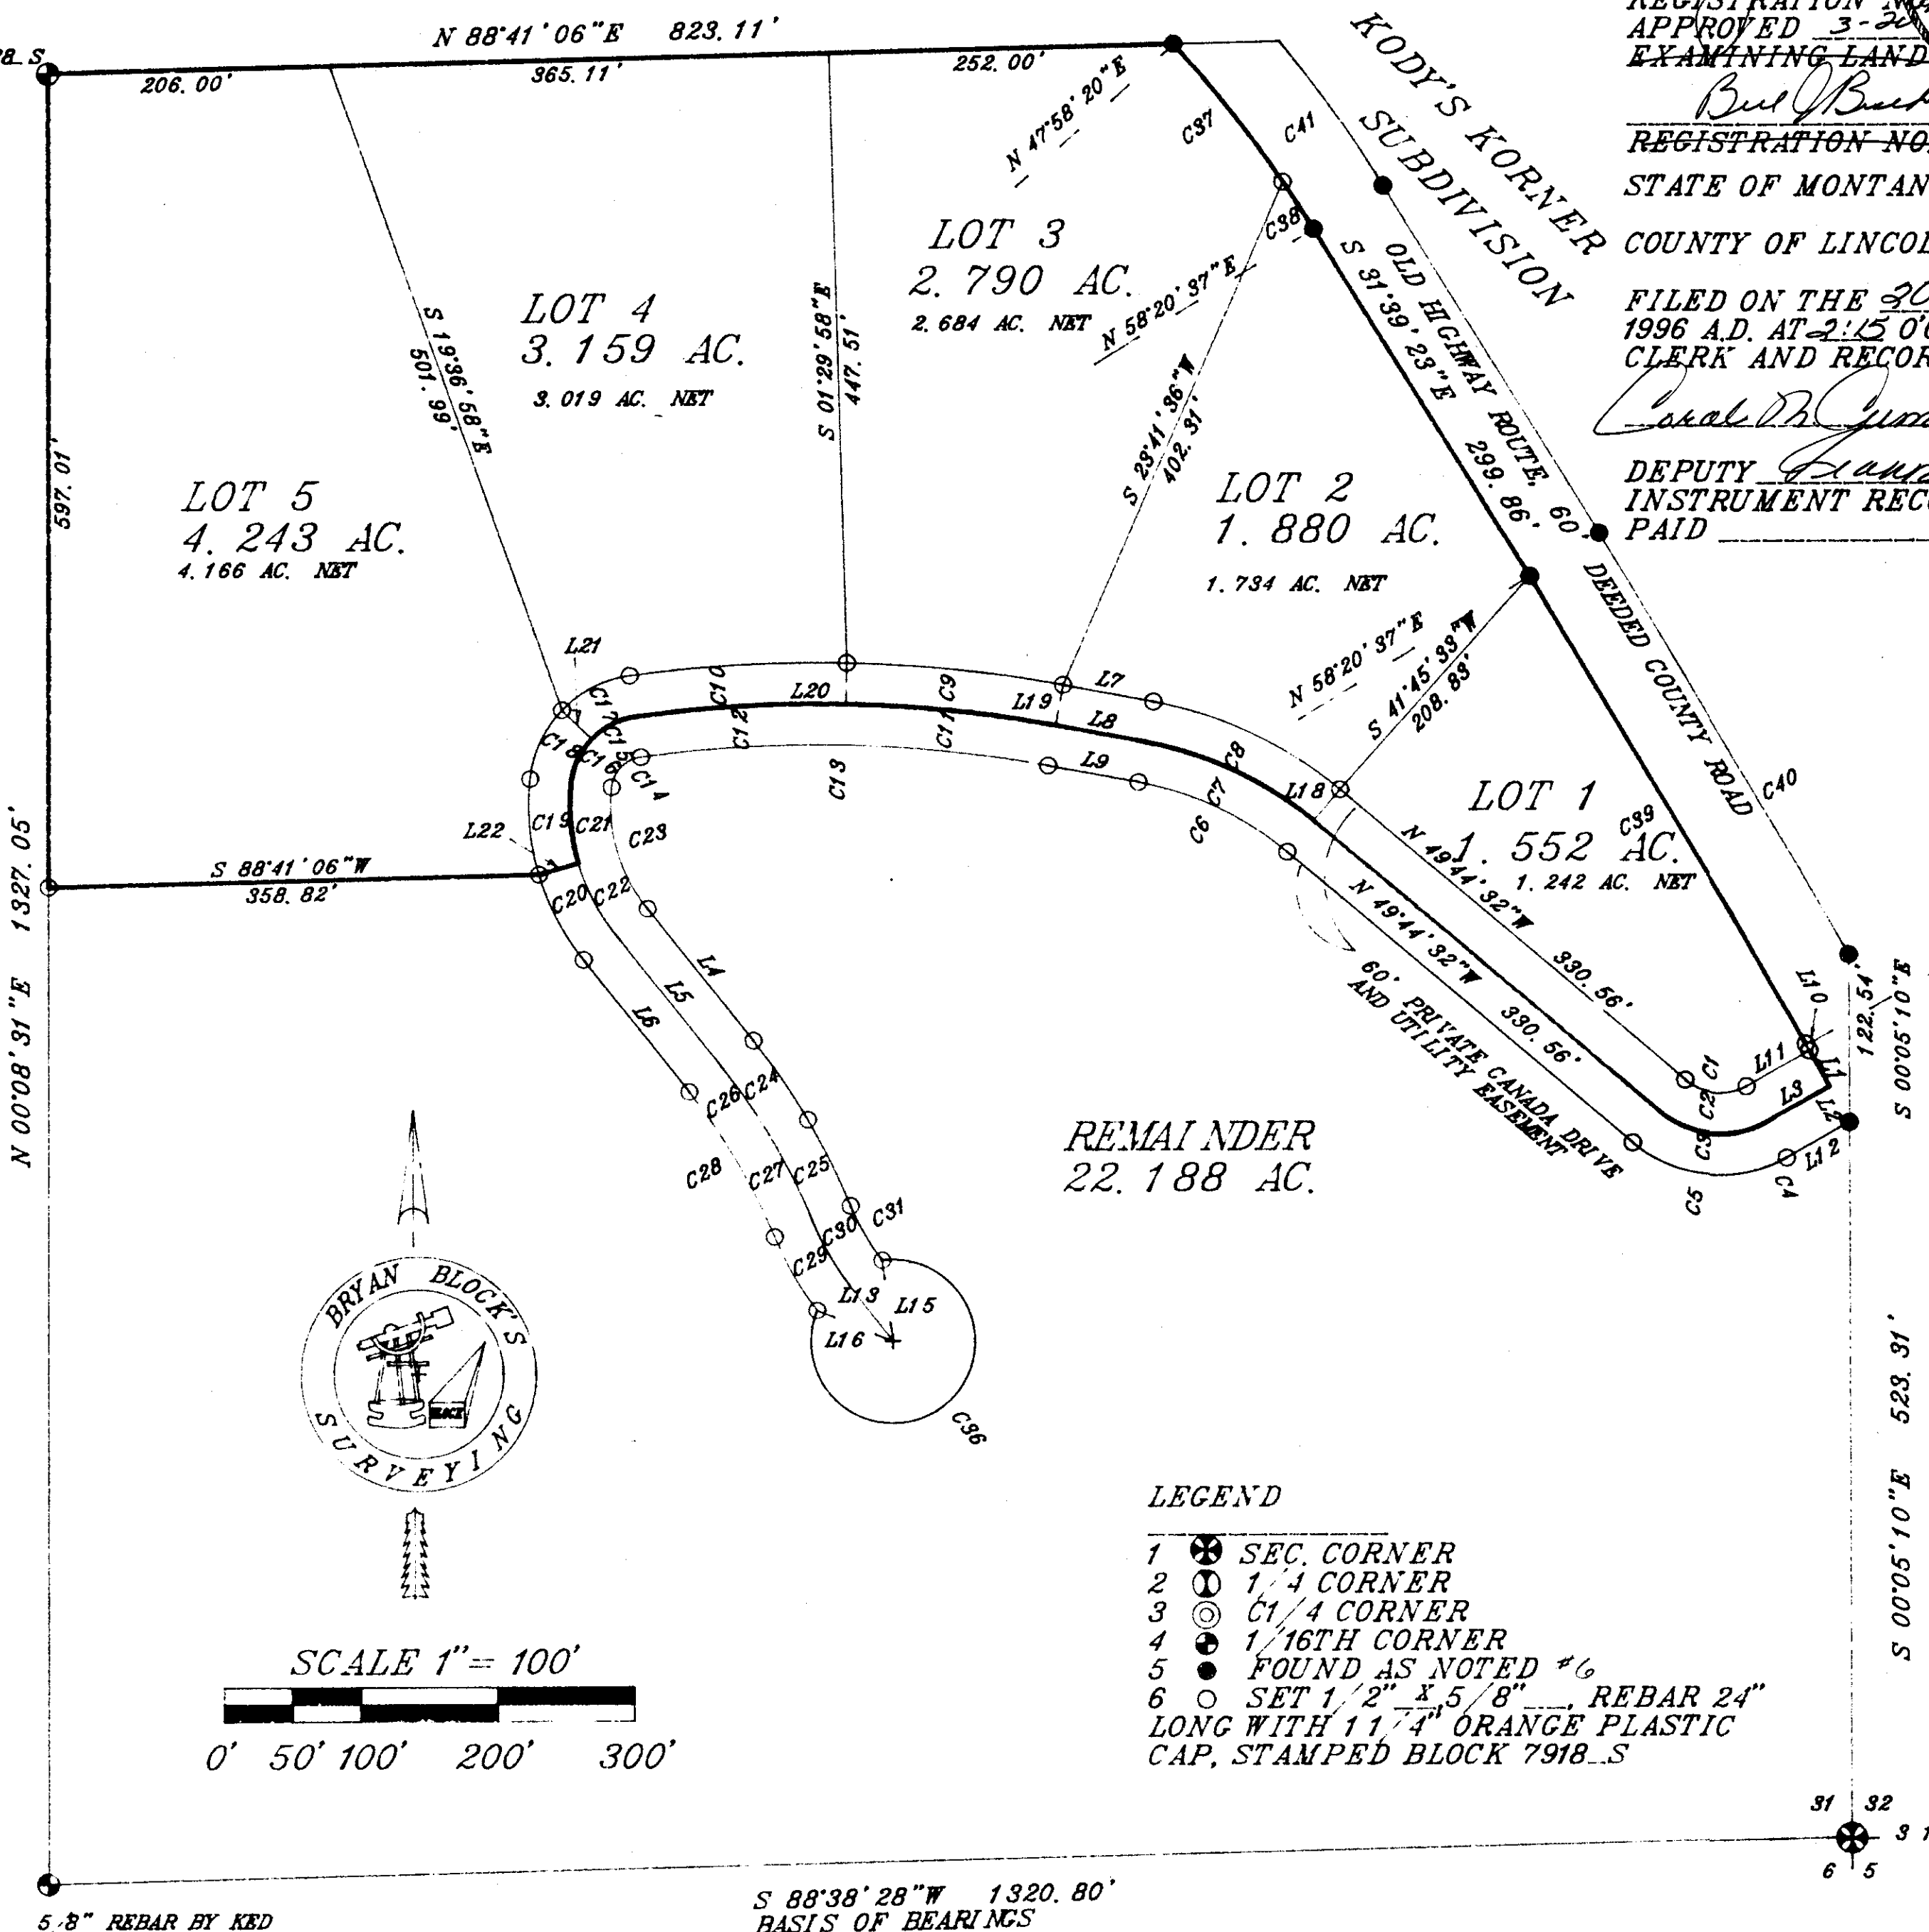 N 88°41'06"E 823.11'
206.00'
365.11'
252.00'
N 47°58'20"E
C37
C41
C38
KODY'S KORNER
SUBDIVISION
APPROVED 3-20
EXAMINING LAND
REGISTRATION NO.
STATE OF MONTAN
COUNTY OF LINCOL
FILED ON THE 20
1996 A.D. AT 2:15 O'C
CLERK AND RECOR
DEPUTY
INSTRUMENT RECO
PAID
597.01'
LOT 5
4.243 AC.
4.166 AC. NET
S 19°36'58"E
501.99'
LOT 4
3.159 AC.
3.019 AC. NET
S 01°29'58"E
447.51'
LOT 3
2.790 AC.
2.684 AC. NET
N 58°20'37"E
S 23°41'36"W
402.31'
LOT 2
1.880 AC.
1.734 AC. NET
S 31°39'23"E
299.86'
OLD HIGHWAY ROUTE, 60'
DEEDED COUNTY ROAD
C40
C39
N 58°20'37"E
S 41°45'33"W
208.83'
LOT 1
1.552 AC.
1.242 AC. NET
L21
C17
C10
L20
C9
L19
L7
C18
C15
C16
C12
C11
L8
C8
C14
C13
L9
C7
L18
C6
L22
C19
C21
C23
S 88°41'06"W
358.82'
C20
C22
L4
L5
L6
N 49°44'32"W
330.56'
N 49°44'32"W
330.56'
60' PRIVATE CANADA DRIVE
AND UTILITY EASEMENT
L10
122.54'
S 00°05'10"E
L11
L1
C1
C2
L3
L2
C3
L12
C4
C5
N 00°08'31"E 1327.05'
C26
C24
C28
C27
C25
C30
C31
C29
L13
L15
L16
C36
REMAINDER
22.188 AC.
BRYAN BLOCK'S
SURVEYING
BLOCK
S 00°05'10"E 523.31'
SCALE 1"= 100'
0' 50' 100' 200' 300'
LEGEND
1 SEC. CORNER
2 1/4 CORNER
3 C1/4 CORNER
4 1/16TH CORNER
5 FOUND AS NOTED #6
6 SET 1/2" X 5/8" __, REBAR 24"
LONG WITH 1 1/4" ORANGE PLASTIC
CAP, STAMPED BLOCK 7918_S
31 32
6 5
S 88°38'28"W 1320.80'
BASIS OF BEARINGS
5/8" REBAR BY KED